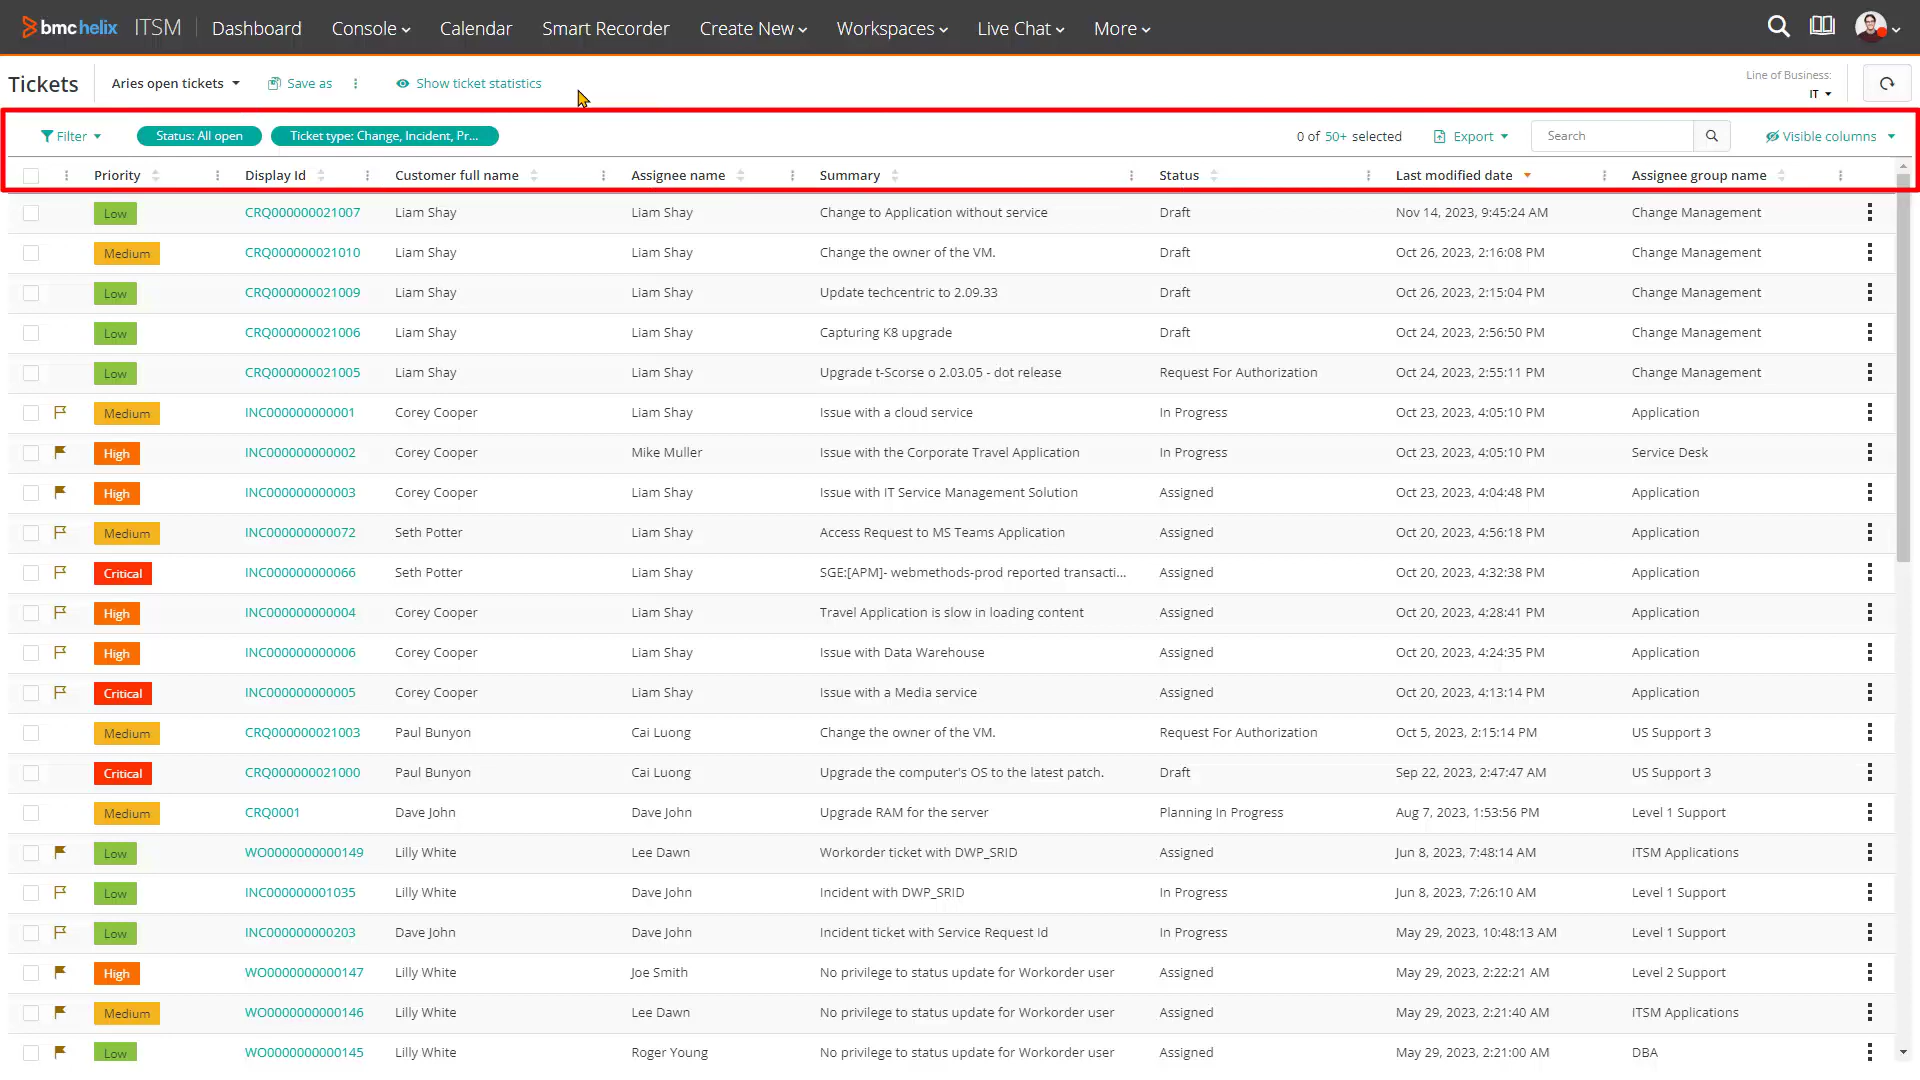 bmchelix ITSM Dashboard Console Calendar Smart Recorder Create New Workspaces Live Chat More
Tickets Aries open tickets Save as Show ticket statistics Line of Business: IT
Filter Status: All open Ticket type: Change, Incident, Pr... 0 of 50+ selected Export Search Visible columns
Priority Display Id Customer full name Assignee name Summary Status Last modified date Assignee group name
Low CRQ000000021007 Liam Shay Liam Shay Change to Application without service Draft Nov 14, 2023, 9:45:24 AM Change Management
Medium CRQ000000021010 Liam Shay Liam Shay Change the owner of the VM. Draft Oct 26, 2023, 2:16:08 PM Change Management
Low CRQ000000021009 Liam Shay Liam Shay Update techcentric to 2.09.33 Draft Oct 26, 2023, 2:15:04 PM Change Management
Low CRQ000000021006 Liam Shay Liam Shay Capturing K8 upgrade Draft Oct 24, 2023, 2:56:50 PM Change Management
Low CRQ000000021005 Liam Shay Liam Shay Upgrade t-Scorse o 2.03.05 - dot release Request For Authorization Oct 24, 2023, 2:55:11 PM Change Management
Medium INC000000000001 Corey Cooper Liam Shay Issue with a cloud service In Progress Oct 23, 2023, 4:05:10 PM Application
High INC000000000002 Corey Cooper Mike Muller Issue with the Corporate Travel Application In Progress Oct 23, 2023, 4:05:10 PM Service Desk
High INC000000000003 Corey Cooper Liam Shay Issue with IT Service Management Solution Assigned Oct 23, 2023, 4:04:48 PM Application
Medium INC000000000072 Seth Potter Liam Shay Access Request to MS Teams Application Assigned Oct 20, 2023, 4:56:18 PM Application
Critical INC000000000066 Seth Potter Liam Shay SGE:[APM]- webmethods-prod reported transacti... Assigned Oct 20, 2023, 4:32:38 PM Application
High INC000000000004 Corey Cooper Liam Shay Travel Application is slow in loading content Assigned Oct 20, 2023, 4:28:41 PM Application
High INC000000000006 Corey Cooper Liam Shay Issue with Data Warehouse Assigned Oct 20, 2023, 4:24:35 PM Application
Critical INC000000000005 Corey Cooper Liam Shay Issue with a Media service Assigned Oct 20, 2023, 4:13:14 PM Application
Medium CRQ000000021003 Paul Bunyon Cai Luong Change the owner of the VM. Request For Authorization Oct 5, 2023, 2:15:14 PM US Support 3
Critical CRQ000000021000 Paul Bunyon Cai Luong Upgrade the computer's OS to the latest patch. Draft Sep 22, 2023, 2:47:47 AM US Support 3
Medium CRQ0001 Dave John Dave John Upgrade RAM for the server Planning In Progress Aug 7, 2023, 1:53:56 PM Level 1 Support
Low WO0000000000149 Lilly White Lee Dawn Workorder ticket with DWP_SRID Assigned Jun 8, 2023, 7:48:14 AM ITSM Applications
Low INC000000001035 Lilly White Dave John Incident with DWP_SRID In Progress Jun 8, 2023, 7:26:10 AM Level 1 Support
Low INC000000000203 Dave John Dave John Incident ticket with Service Request Id In Progress May 29, 2023, 10:48:13 AM Level 1 Support
High WO0000000000147 Lilly White Joe Smith No privilege to status update for Workorder user Assigned May 29, 2023, 2:22:21 AM Level 2 Support
Medium WO0000000000146 Lilly White Lee Dawn No privilege to status update for Workorder user Assigned May 29, 2023, 2:21:40 AM ITSM Applications
Low WO0000000000145 Lilly White Roger Young No privilege to status update for Workorder user Assigned May 29, 2023, 2:21:00 AM DBA